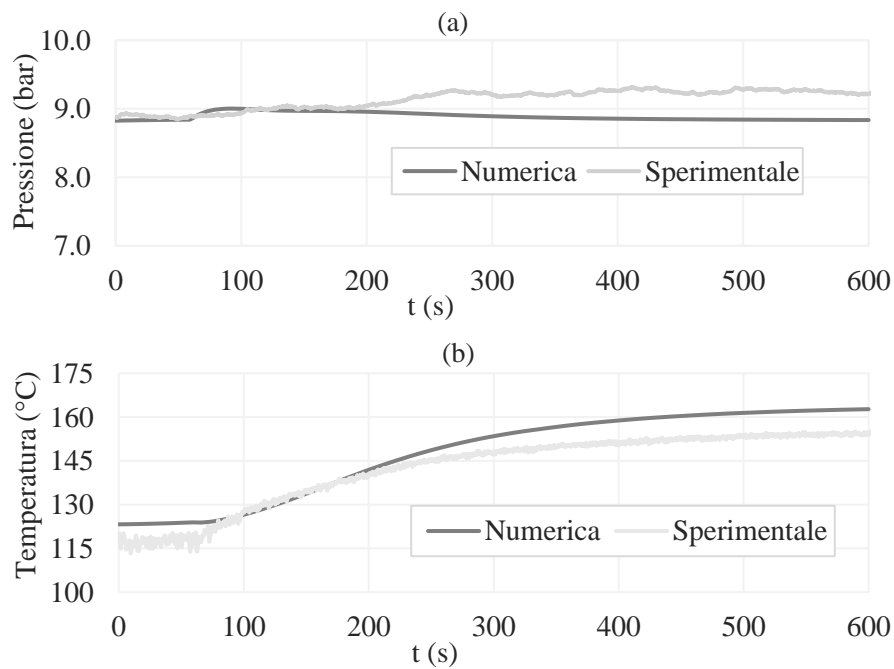 (a)
10.0
9.0
8.0
7.0
Pressione (bar)
Numerica Sperimentale
0 100 200 300 400 500 600
t (s)
(b)
175
160
145
130
115
100
Temperatura (°C)
Numerica Sperimentale
0 100 200 300 400 500 600
t (s)